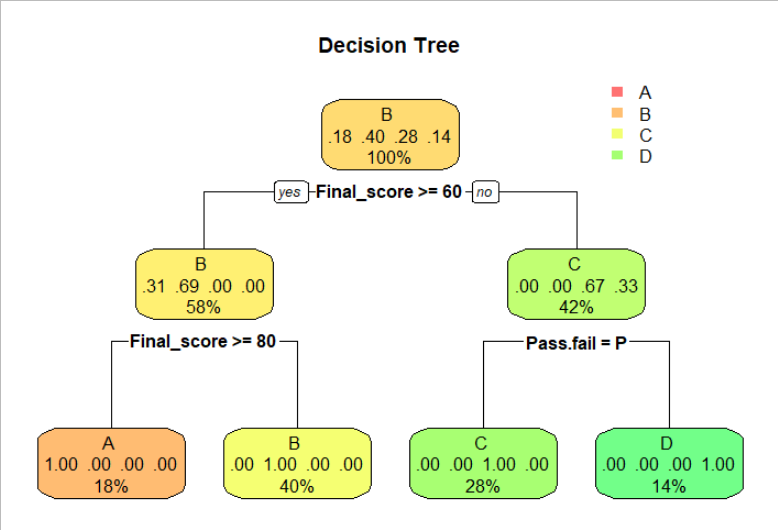 Decision Tree
A
B
C
D
B
.18 .40 .28 .14
100%
yes Final_score >= 60 no
B
.31 .69 .00 .00
58%
C
.00 .00 .67 .33
42%
Final_score >= 80
Pass.fail = P
A
1.00 .00 .00 .00
18%
B
.00 1.00 .00 .00
40%
C
.00 .00 1.00 .00
28%
D
.00 .00 .00 1.00
14%